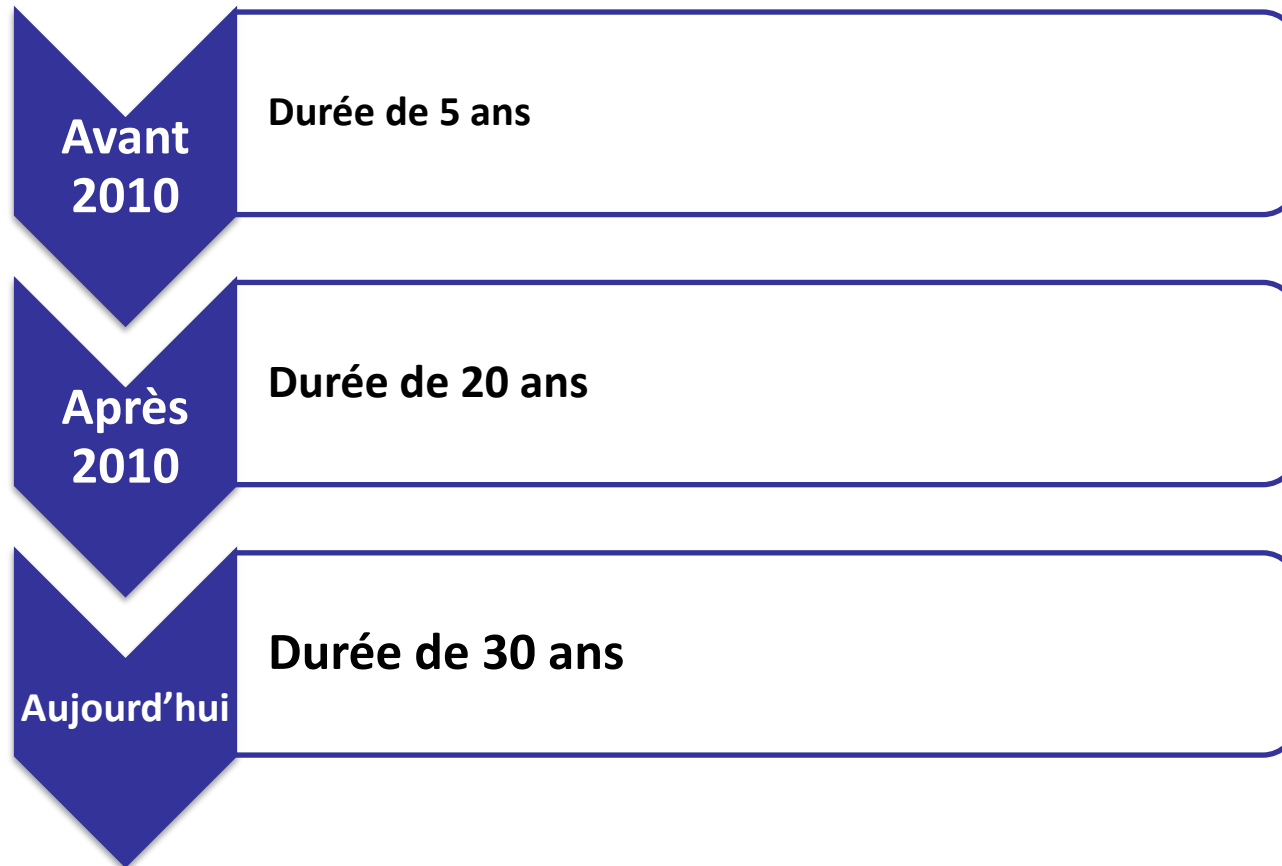 Avant
2010
Durée de 5 ans
Après
2010
Durée de 20 ans
Aujourd’hui
Durée de 30 ans